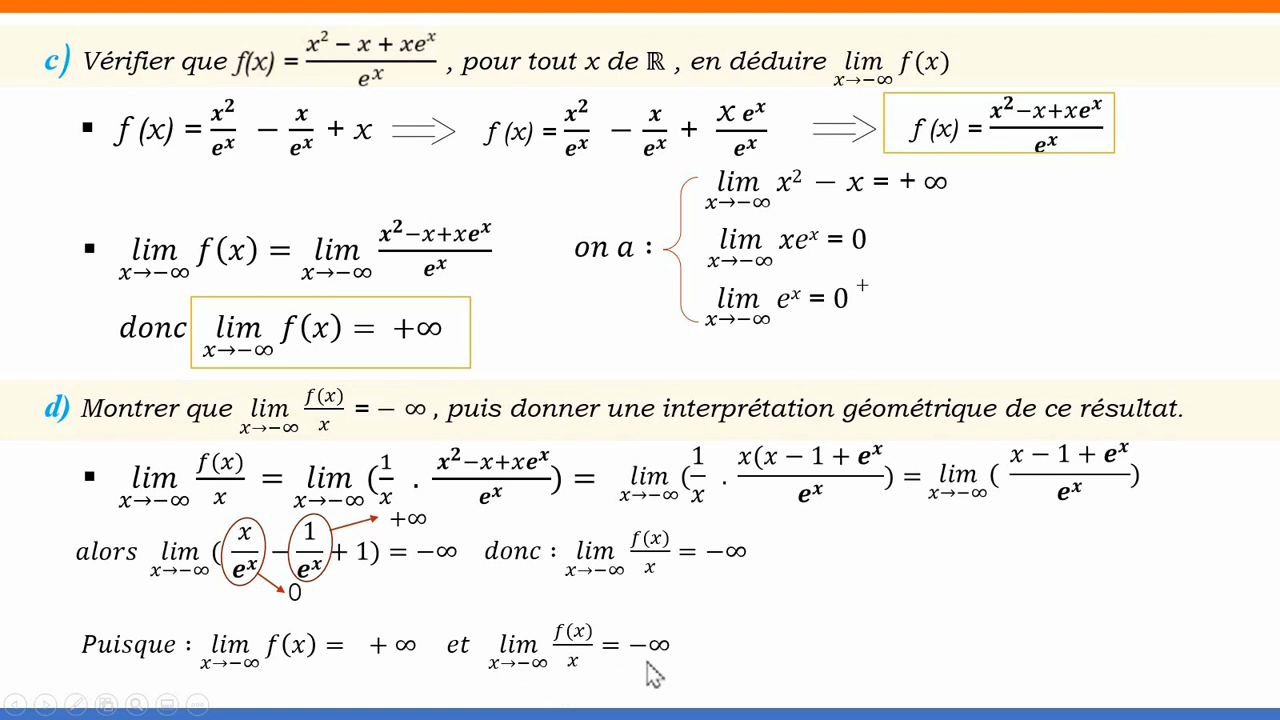 c) Vérifier que f(x) = (x² − x + xeˣ)/eˣ , pour tout x de ℝ , en déduire lim x→−∞ f(x)
▪ f (x) = x²/eˣ − x/eˣ + x ⟹ f (x) = x²/eˣ − x/eˣ + x eˣ/eˣ ⟹ f (x) = (x²−x+xeˣ)/eˣ
lim x→−∞ x² − x = + ∞
▪ lim x→−∞ f(x) = lim x→−∞ (x²−x+xeˣ)/eˣ on a : lim x→−∞ xeˣ = 0
lim x→−∞ eˣ = 0 ⁺
donc lim x→−∞ f(x) = +∞
d) Montrer que lim x→−∞ f(x)/x = − ∞ , puis donner une interprétation géométrique de ce résultat.
▪ lim x→−∞ f(x)/x = lim x→−∞ (1/x . (x²−x+xeˣ)/eˣ) = lim x→−∞ (1/x . x(x − 1 + eˣ/eˣ) = lim x→−∞ ( x − 1 + eˣ/eˣ)
+∞
alors lim x→−∞ ( x/eˣ − 1/eˣ + 1) = −∞ donc : lim x→−∞ f(x)/x = −∞
0
Puisque : lim x→−∞ f(x) = + ∞ et lim x→−∞ f(x)/x = −∞